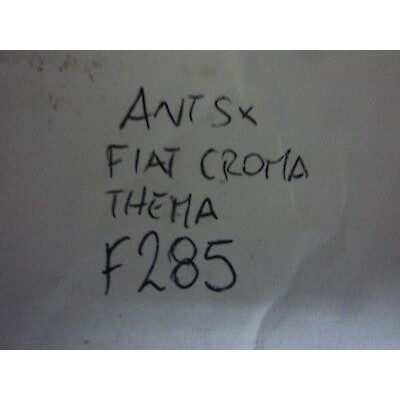 ANT Sx
FIAT CROMA
THEMA
F285